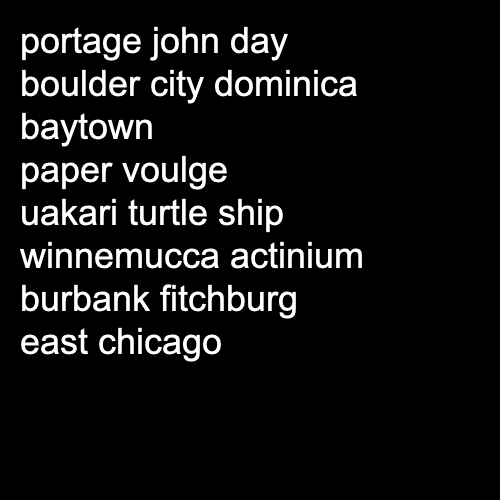 portage john day
boulder city dominica
baytown
paper voulge
uakari turtle ship
winnemucca actinium
burbank fitchburg
east chicago